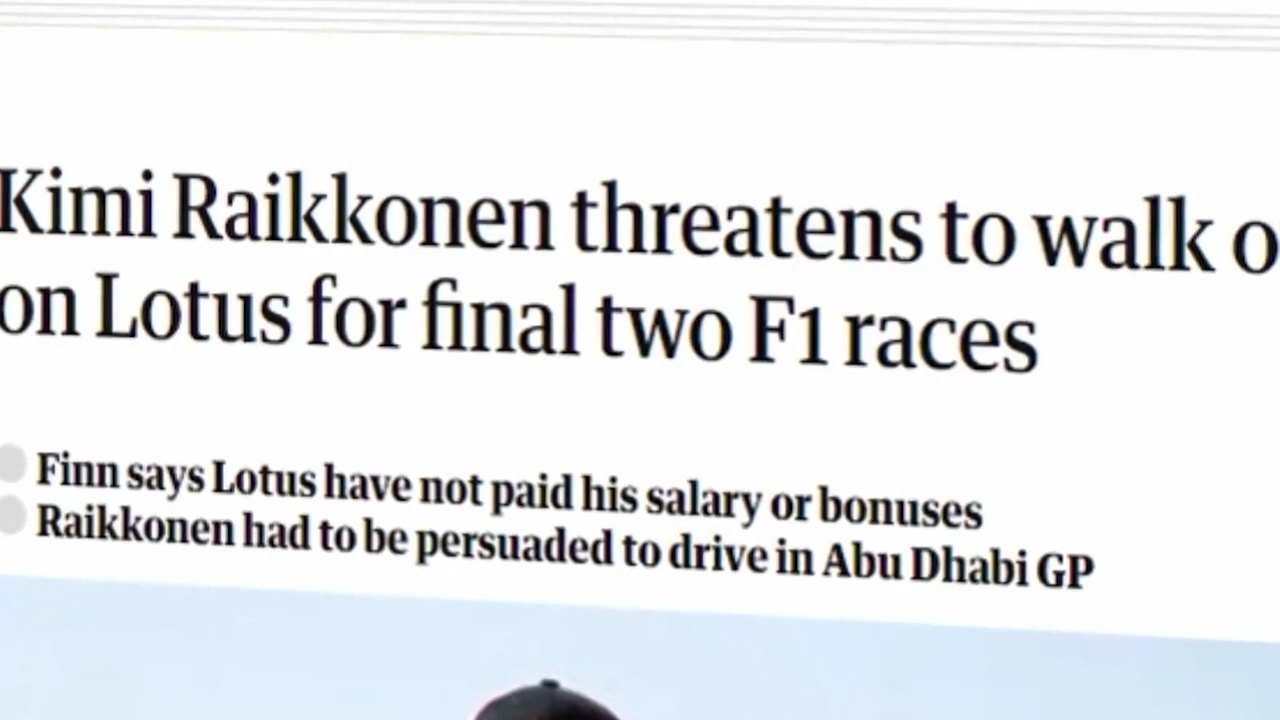 Kimi Raikkonen threatens to walk o
on Lotus for final two F1 races
Finn says Lotus have not paid his salary or bonuses
Raikkonen had to be persuaded to drive in Abu Dhabi GP